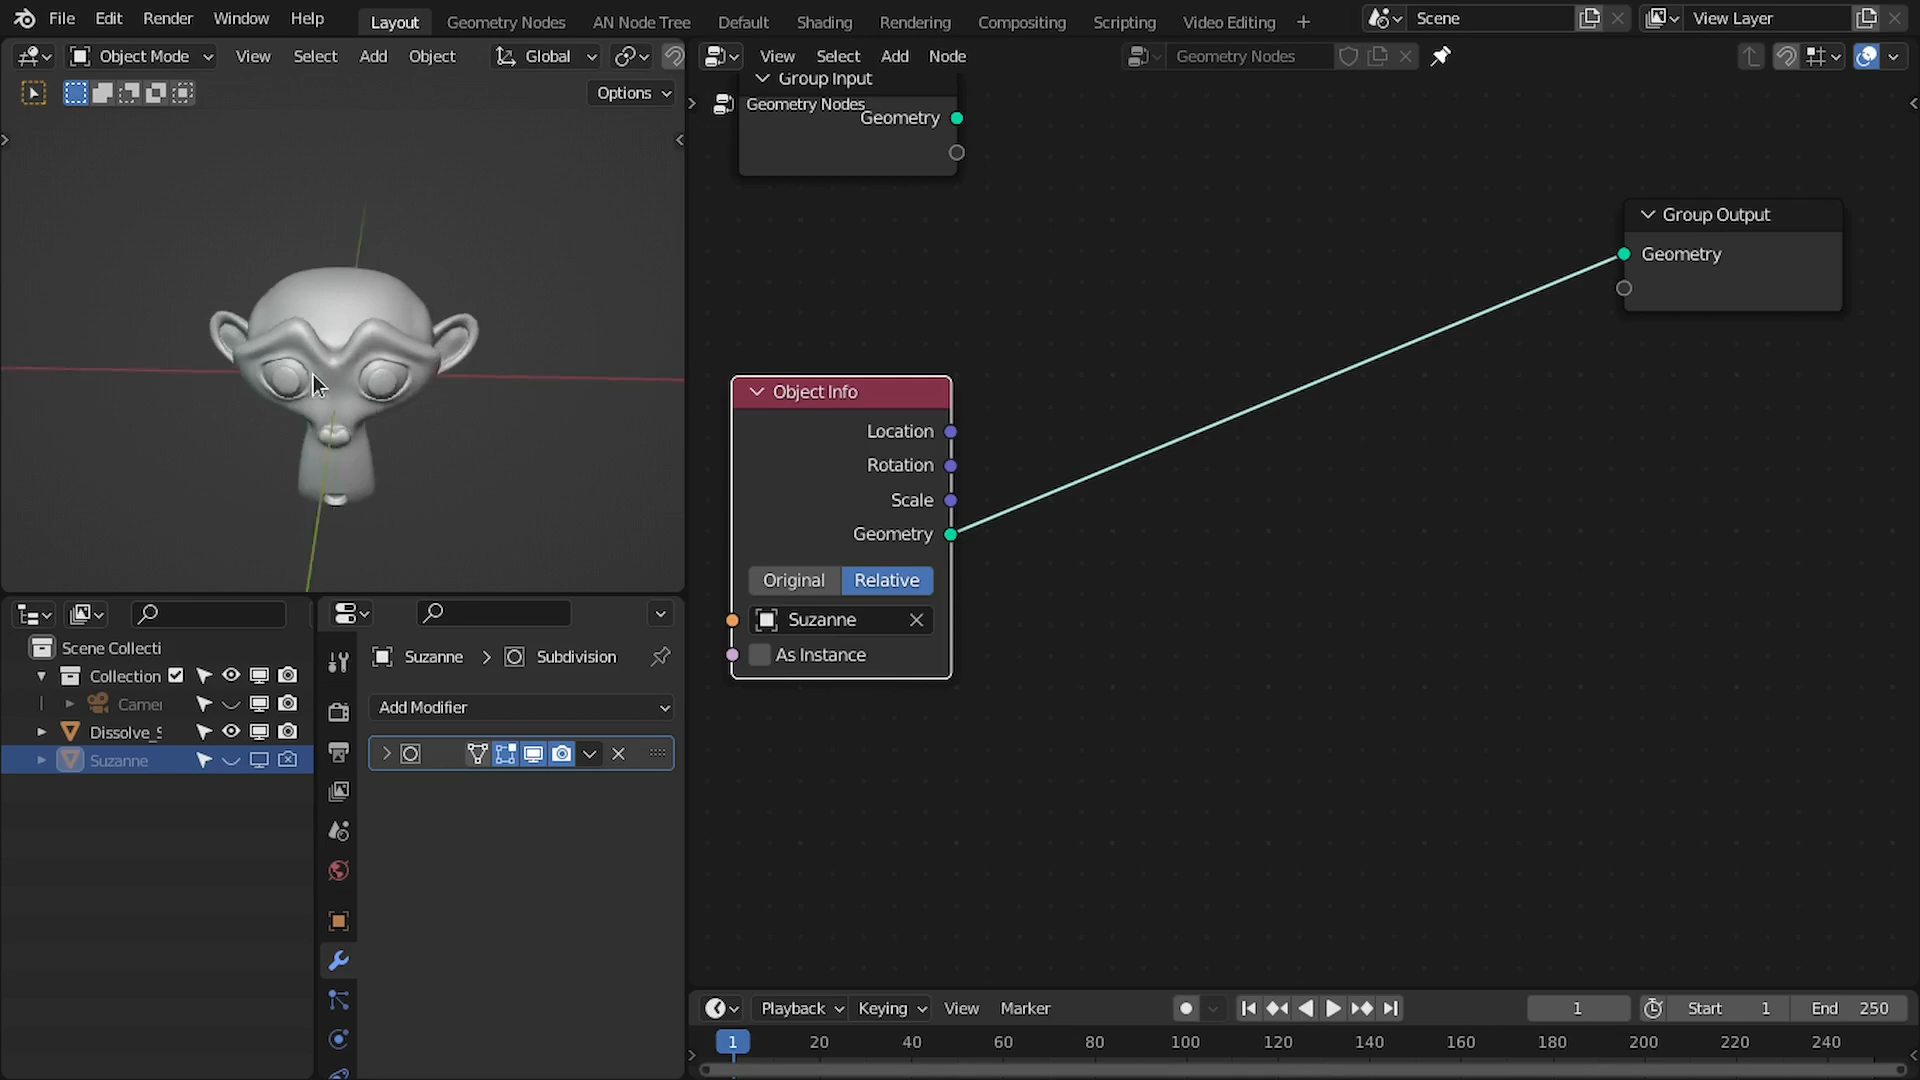 File Edit Render Window Help Layout Geometry Nodes AN Node Tree Default Shading Rendering Compositing Scripting Video Editing + Scene View Layer
Object Mode View Select Add Object Global
View Select Add Node Geometry Nodes
Options
Group Input
Geometry Nodes
Geometry
Group Output
Geometry
Object Info
Location
Rotation
Scale
Geometry
Original Relative
Suzanne
As Instance
Scene Collecti
Collection
Camer
Dissolve_S
Suzanne
Suzanne > Subdivision
Add Modifier
Playback Keying View Marker 1 Start 1 End 250
1 20 40 60 80 100 120 140 160 180 200 220 240